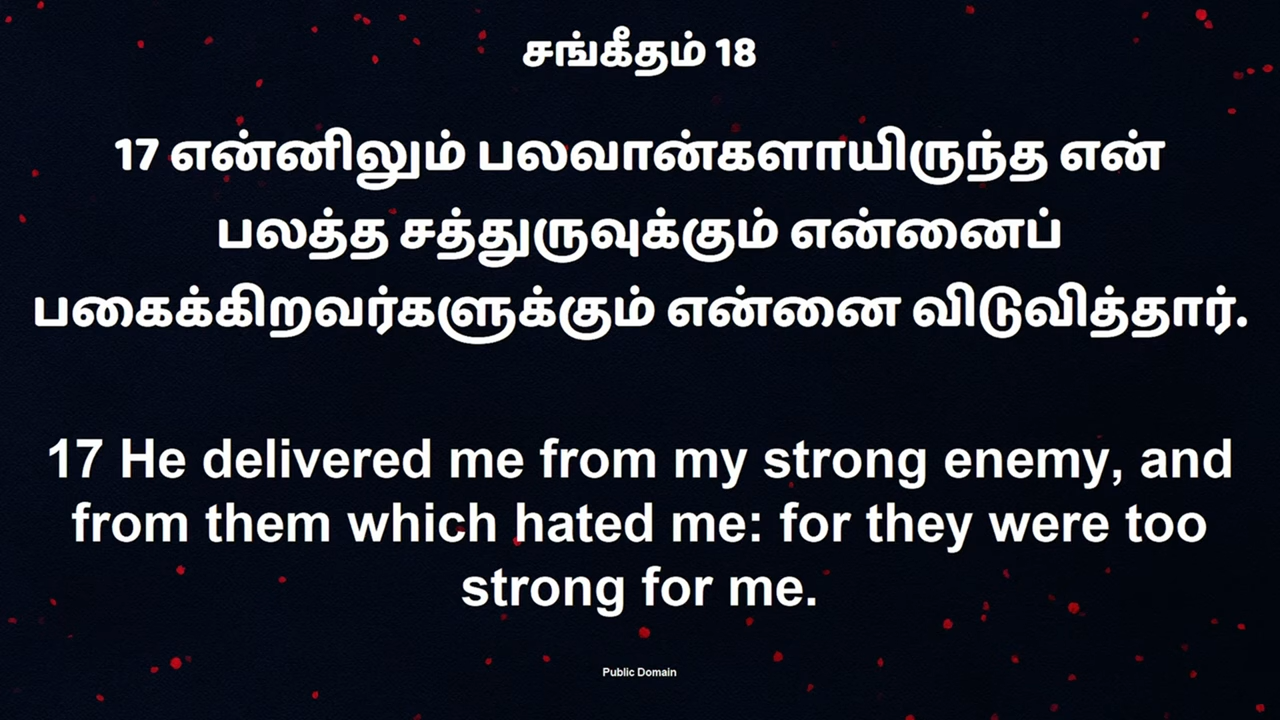 சங்கீதம் 18
17 என்னிலும் பலவான்களாயிருந்த என்
பலத்த சத்துருவுக்கும் என்னைப்
பகைக்கிறவர்களுக்கும் என்னை விடுவித்தார்.
17 He delivered me from my strong enemy, and
from them which hated me: for they were too
strong for me.
Public Domain